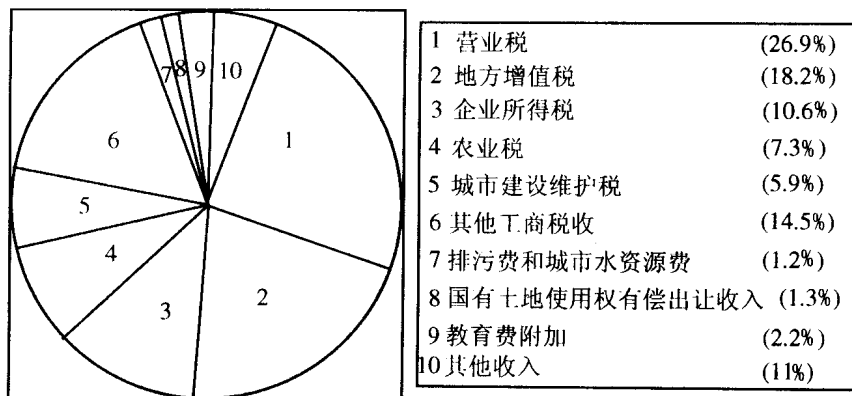 1
2
3
4
5
6
7
8
9
10
1 营业税 (26.9%)
2 地方增值税 (18.2%)
3 企业所得税 (10.6%)
4 农业税 (7.3%)
5 城市建设维护税 (5.9%)
6 其他工商税收 (14.5%)
7 排污费和城市水资源费 (1.2%)
8 国有土地使用权有偿出让收入 (1.3%)
9 教育费附加 (2.2%)
10 其他收入 (11%)